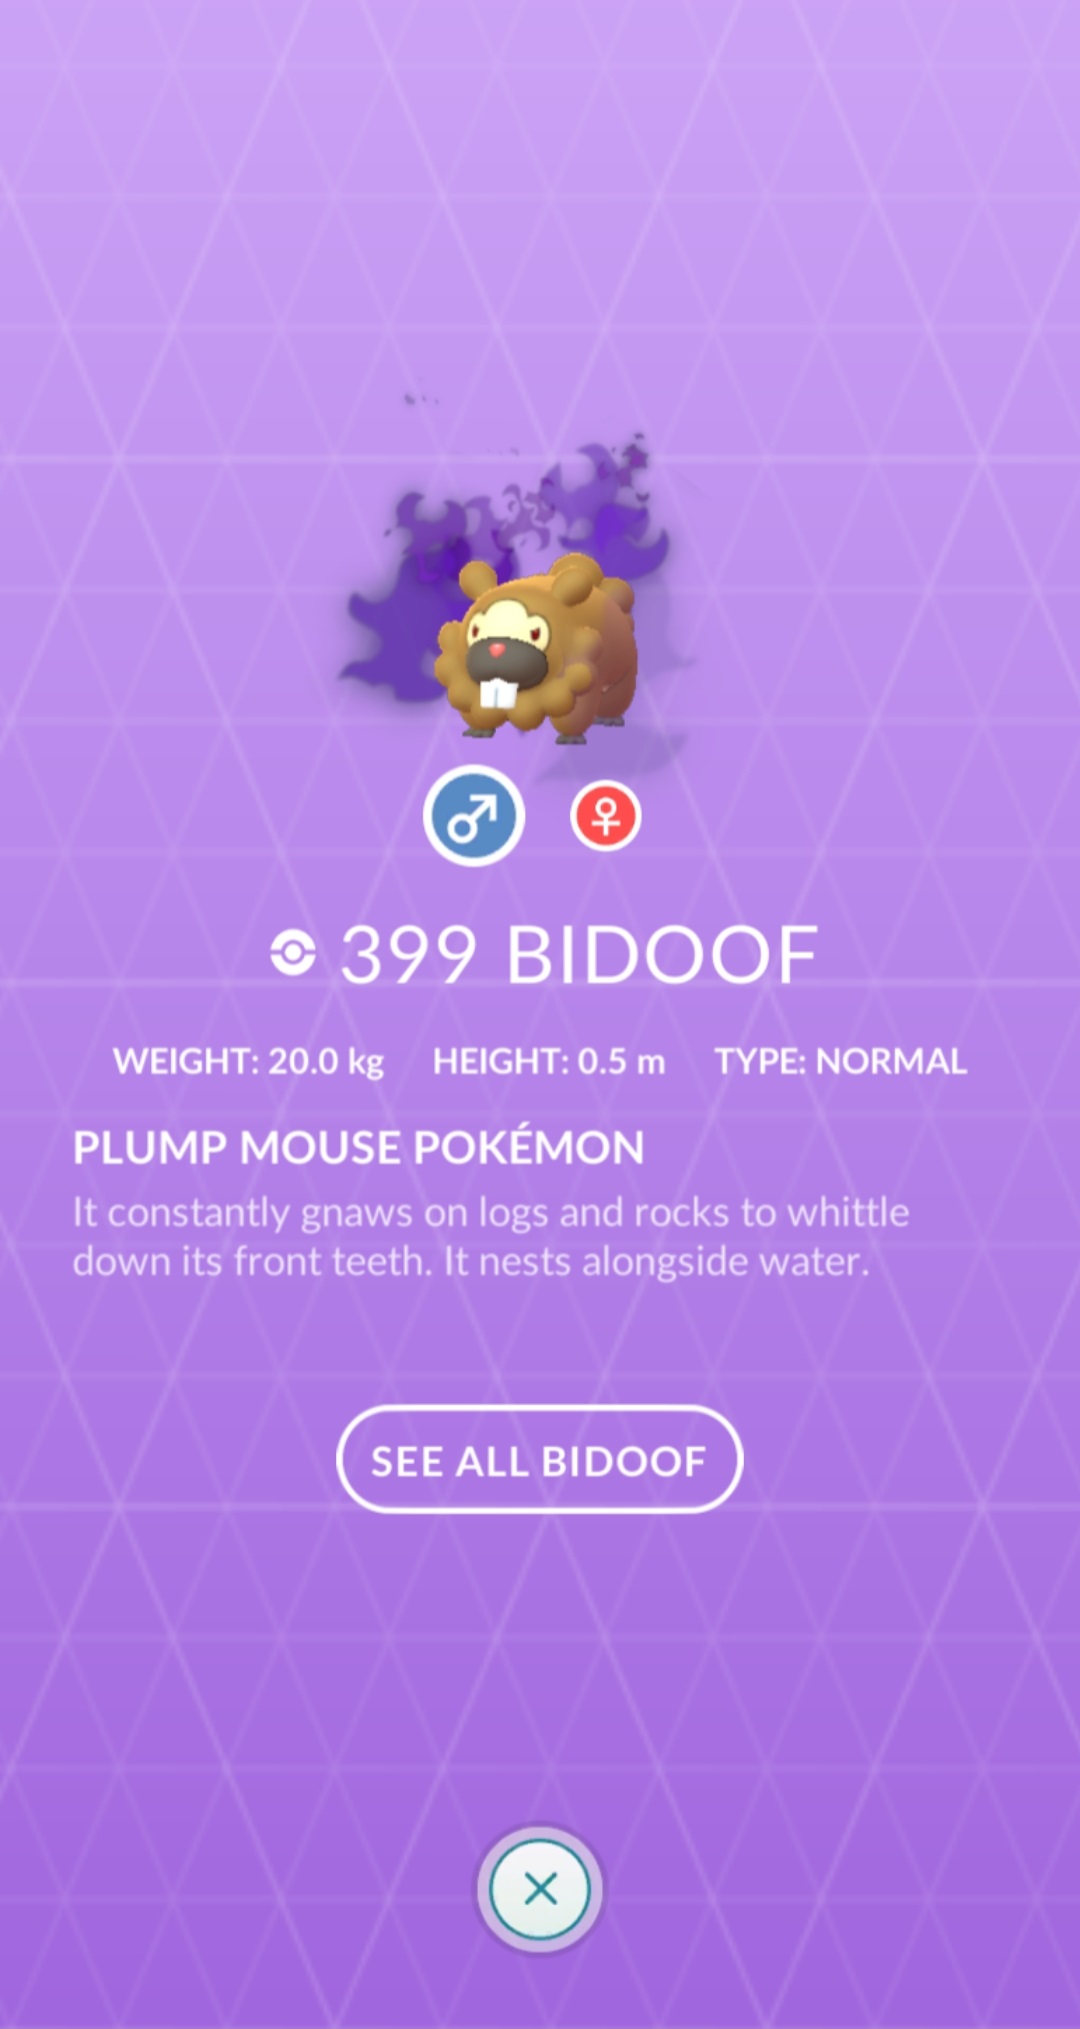 399 BIDOOF
WEIGHT: 20.0 kg HEIGHT: 0.5 m TYPE: NORMAL
PLUMP MOUSE POKÉMON
It constantly gnaws on logs and rocks to whittle
down its front teeth. It nests alongside water.
SEE ALL BIDOOF